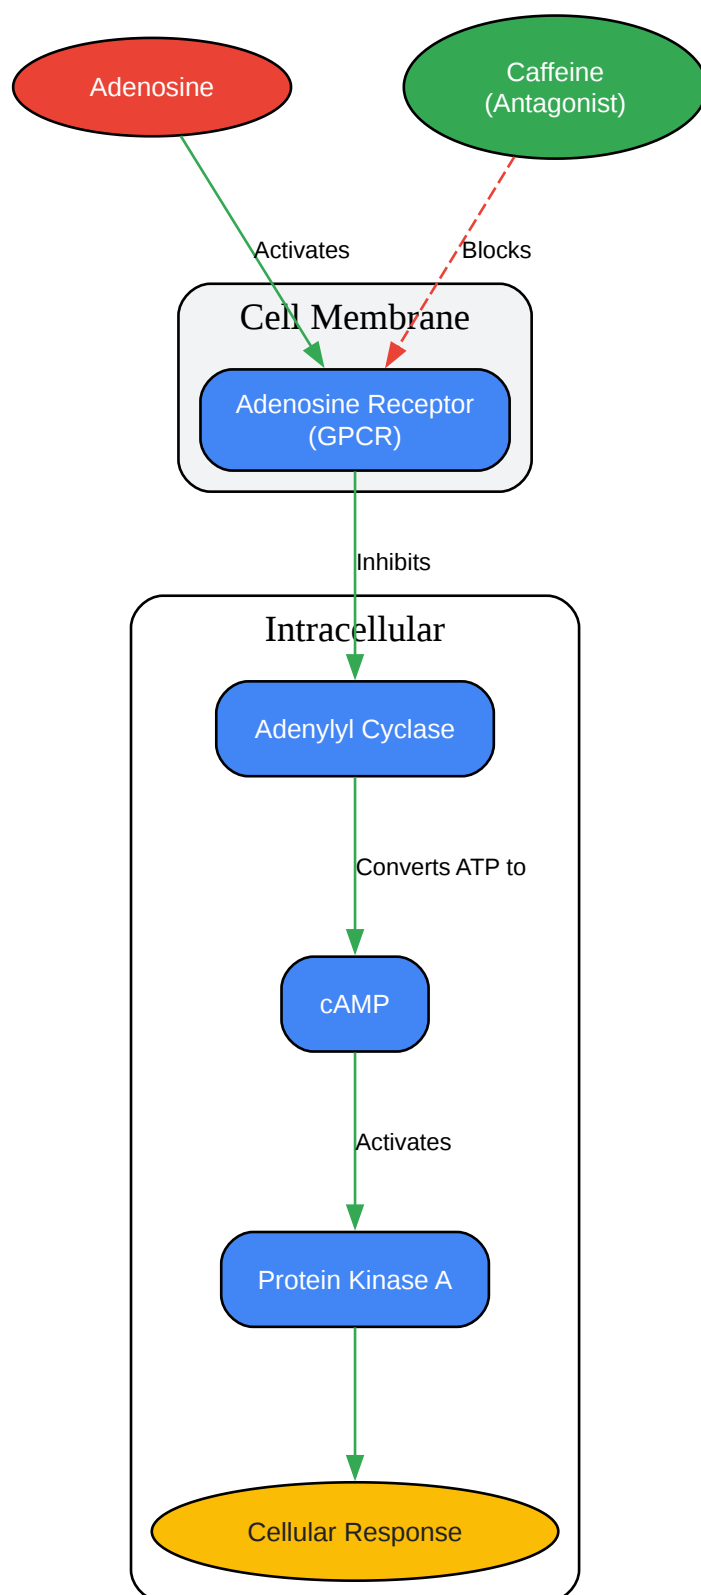 Adenosine
Caffeine
(Antagonist)
Activates
Blocks
Cell Membrane
Adenosine Receptor
(GPCR)
Inhibits
Intracellular
Adenylyl Cyclase
Converts ATP to
cAMP
Activates
Protein Kinase A
Cellular Response